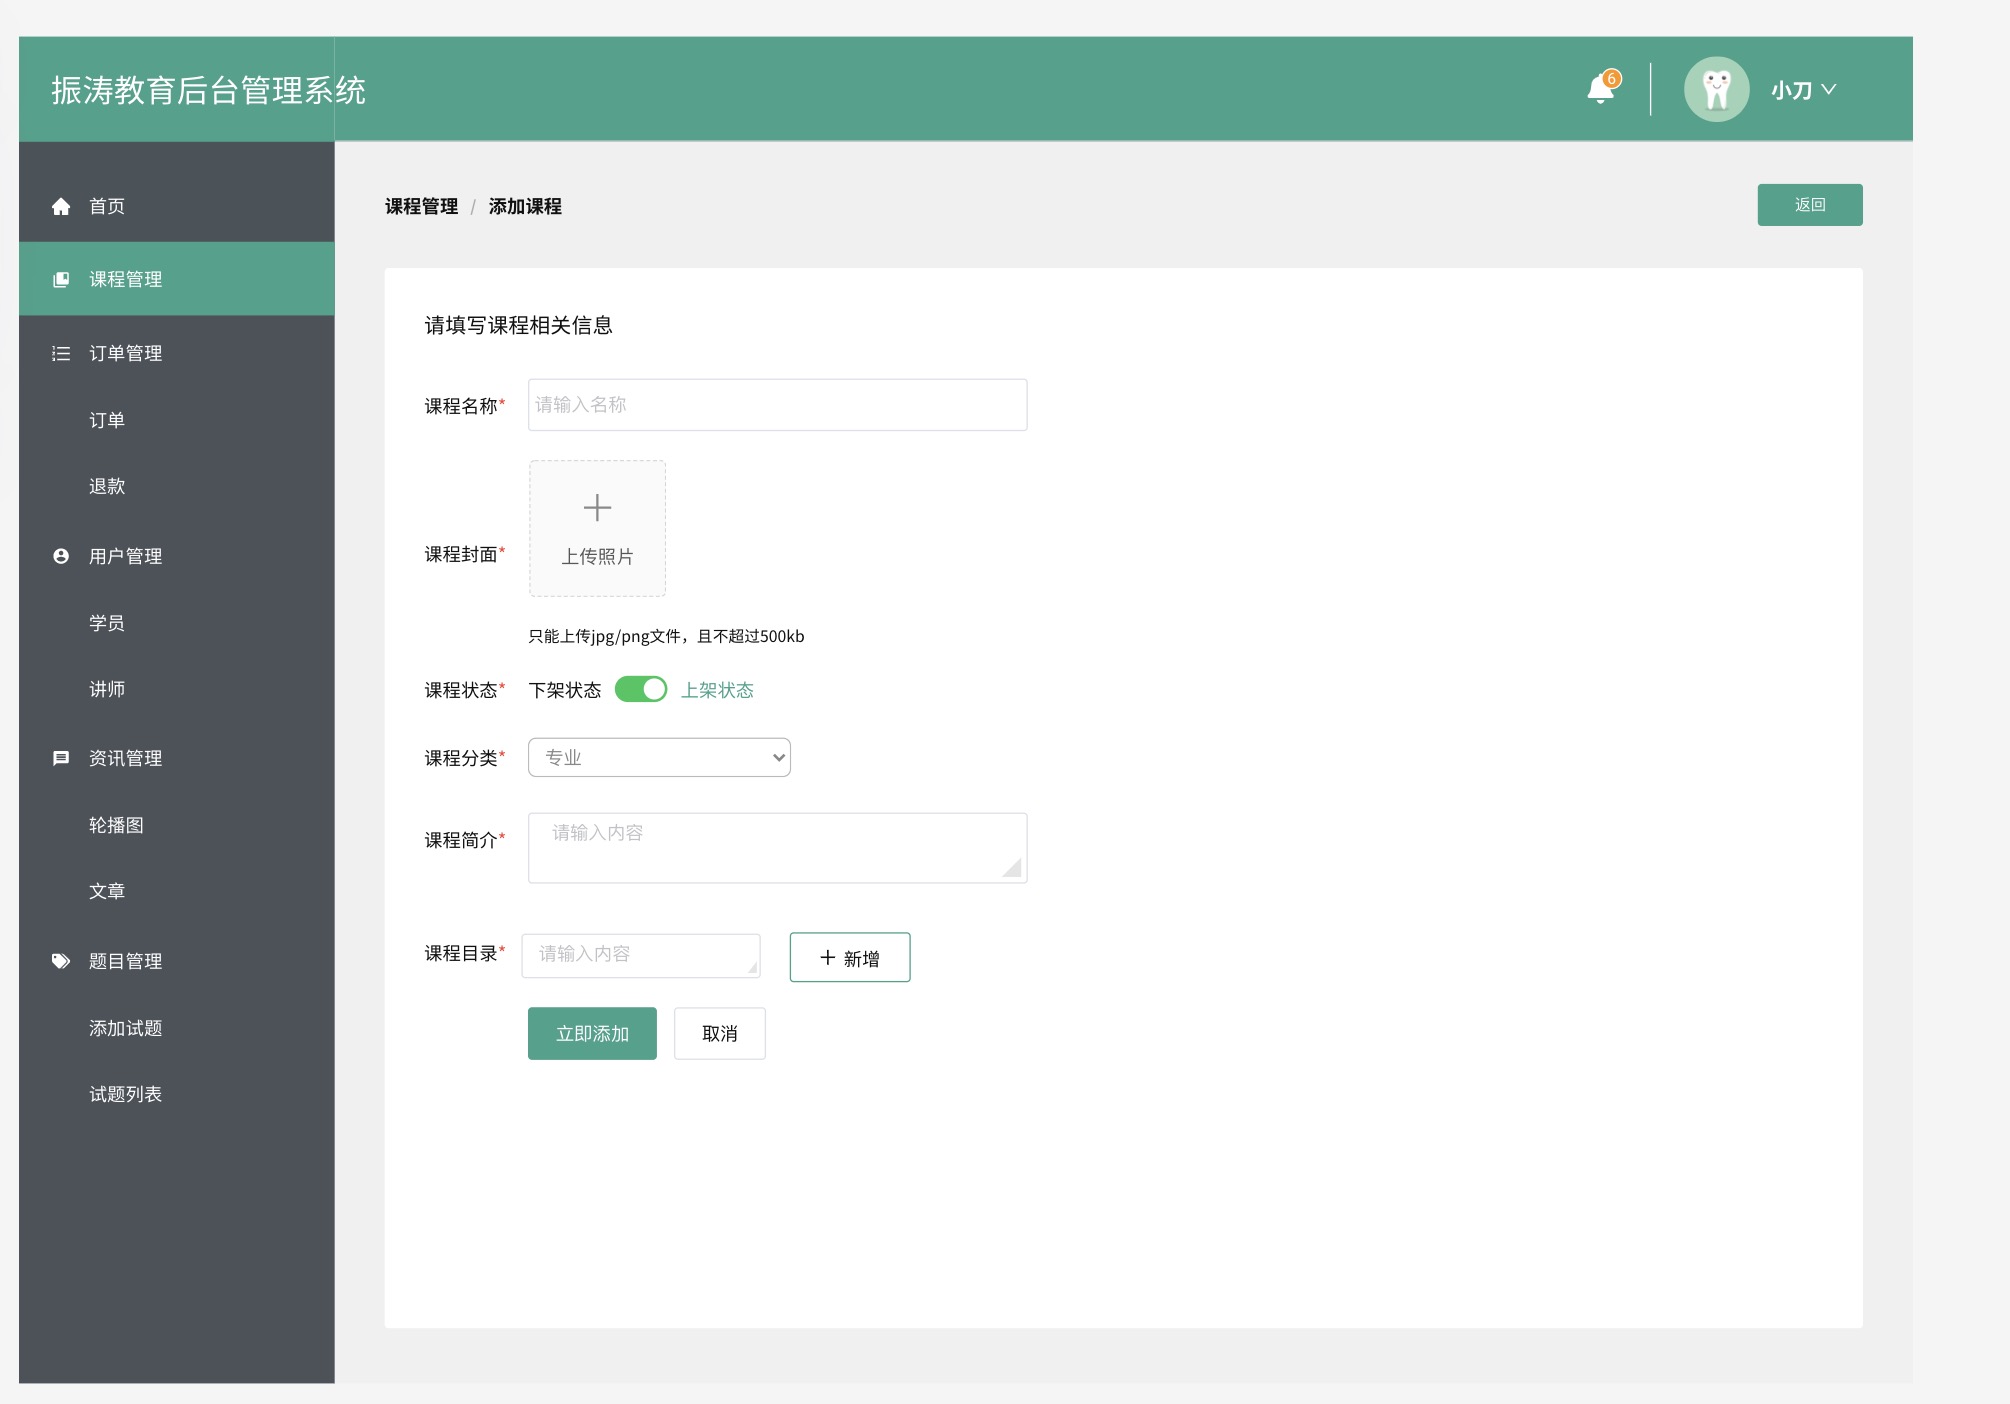 振涛教育后台管理系统
6
小刀
首页
课程管理
订单管理
订单
退款
用户管理
学员
讲师
资讯管理
轮播图
文章
题目管理
添加试题
试题列表
课程管理 / 添加课程
返回
请填写课程相关信息
课程名称* 请输入名称
课程封面* 上传照片
只能上传jpg/png文件，且不超过500kb
课程状态* 下架状态 上架状态
课程分类* 专业
课程简介* 请输入内容
课程目录* 请输入内容 新增
立即添加 取消